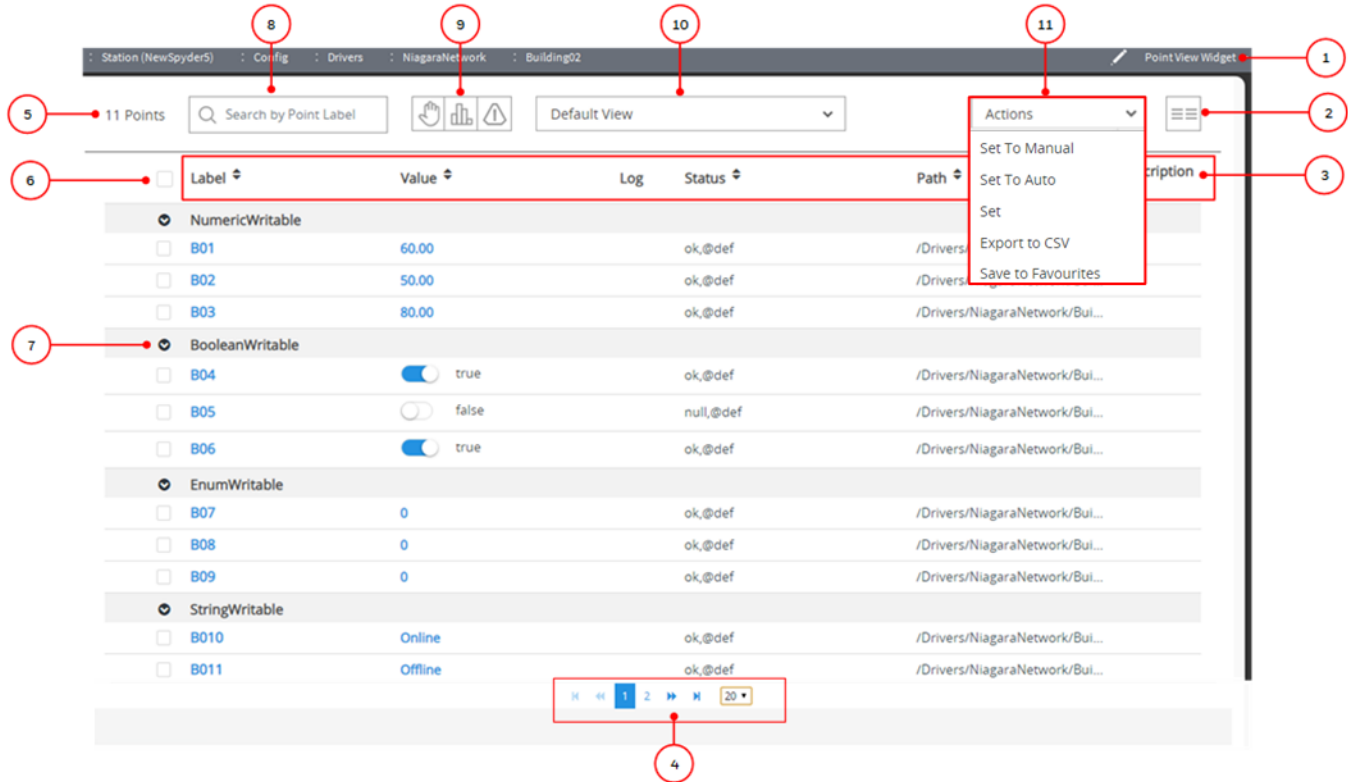 8 9 10 11
: Station (NewSpyder5) : Config : Drivers : NiagaraNetwork : Building02 Point View Widget 1
5 11 Points Search by Point Label Default View Actions 2
Set To Manual
Set To Auto
Set
Export to CSV
Save to Favourites
6 Label Value Log Status Path cription 3
NumericWritable
B01 60.00 ok,@def /Drivers
B02 50.00 ok,@def /Drivers/
B03 80.00 ok,@def /Drivers/NiagaraNetwork/Bui...
7 BooleanWritable
B04 true ok,@def /Drivers/NiagaraNetwork/Bui...
B05 false null,@def /Drivers/NiagaraNetwork/Bui...
B06 true ok,@def /Drivers/NiagaraNetwork/Bui...
EnumWritable
B07 0 ok,@def /Drivers/NiagaraNetwork/Bui...
B08 0 ok,@def /Drivers/NiagaraNetwork/Bui...
B09 0 ok,@def /Drivers/NiagaraNetwork/Bui...
StringWritable
B010 Online ok,@def /Drivers/NiagaraNetwork/Bui...
B011 Offline ok,@def /Drivers/NiagaraNetwork/Bui...
1 2 20
4